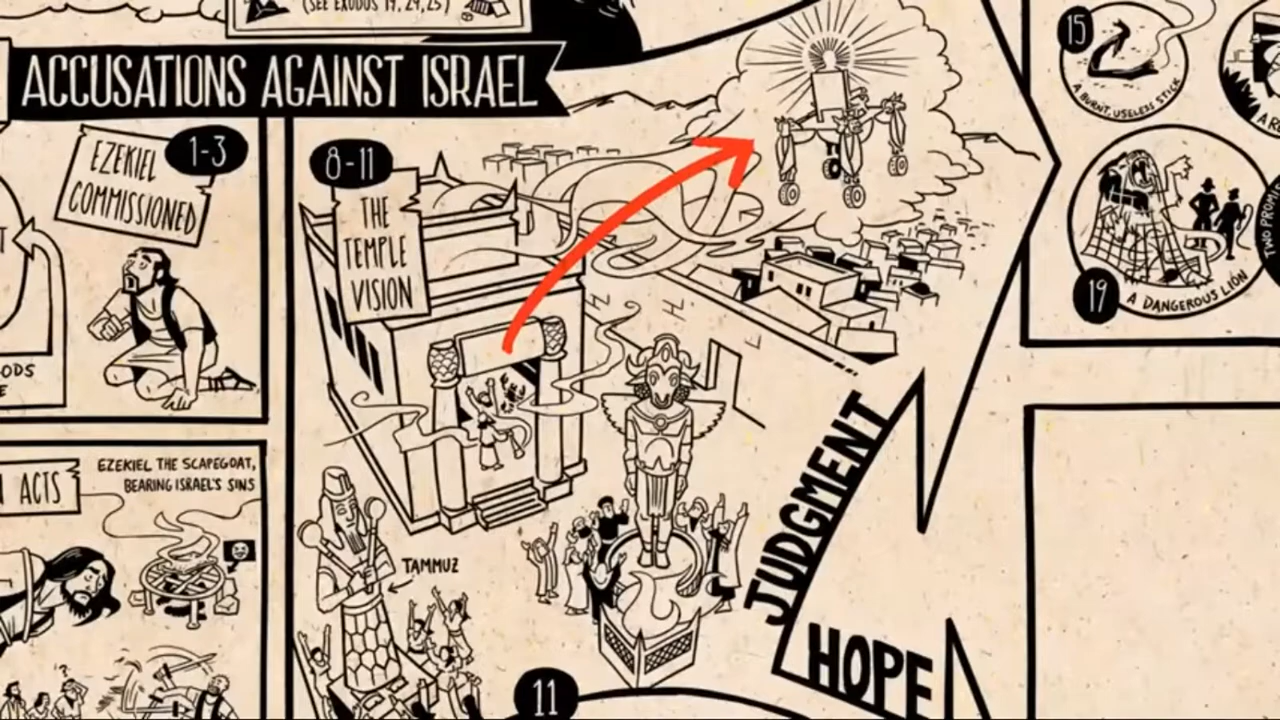 (SEE EXODUS 19, 24, 25)
ACCUSATIONS AGAINST ISRAEL
1-3
EZEKIEL
COMMISSIONED
8-11
THE
TEMPLE
VISION
ACTS
EZEKIEL THE SCAPEGOAT,
BEARING ISRAEL'S SINS
TAMMUZ
11
JUDGMENT
HOPE
15
A BURNT, USELESS STICK
19
A DANGEROUS LION
TWO